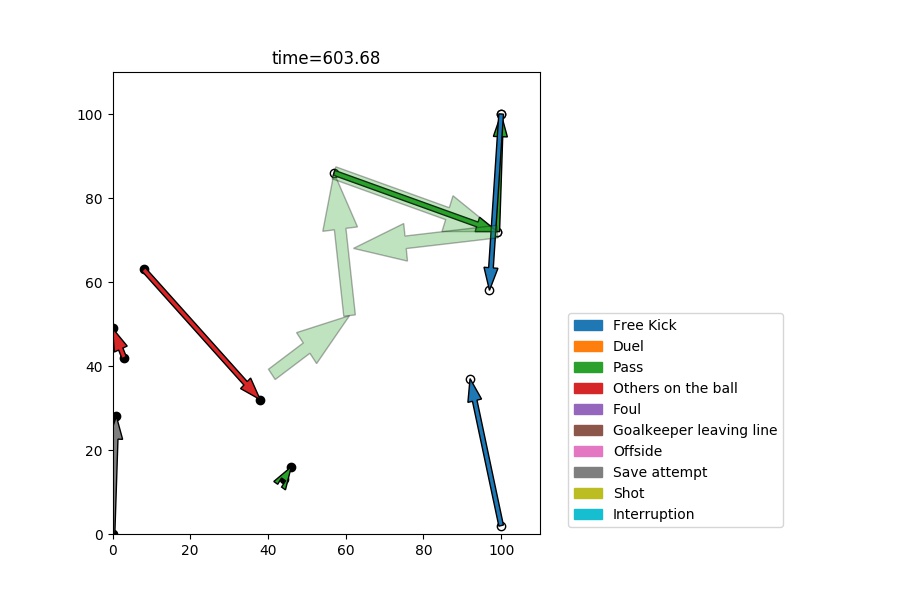 time=603.68
100
80
60
40
20
0
0 20 40 60 80 100
Free Kick
Duel
Pass
Others on the ball
Foul
Goalkeeper leaving line
Offside
Save attempt
Shot
Interruption